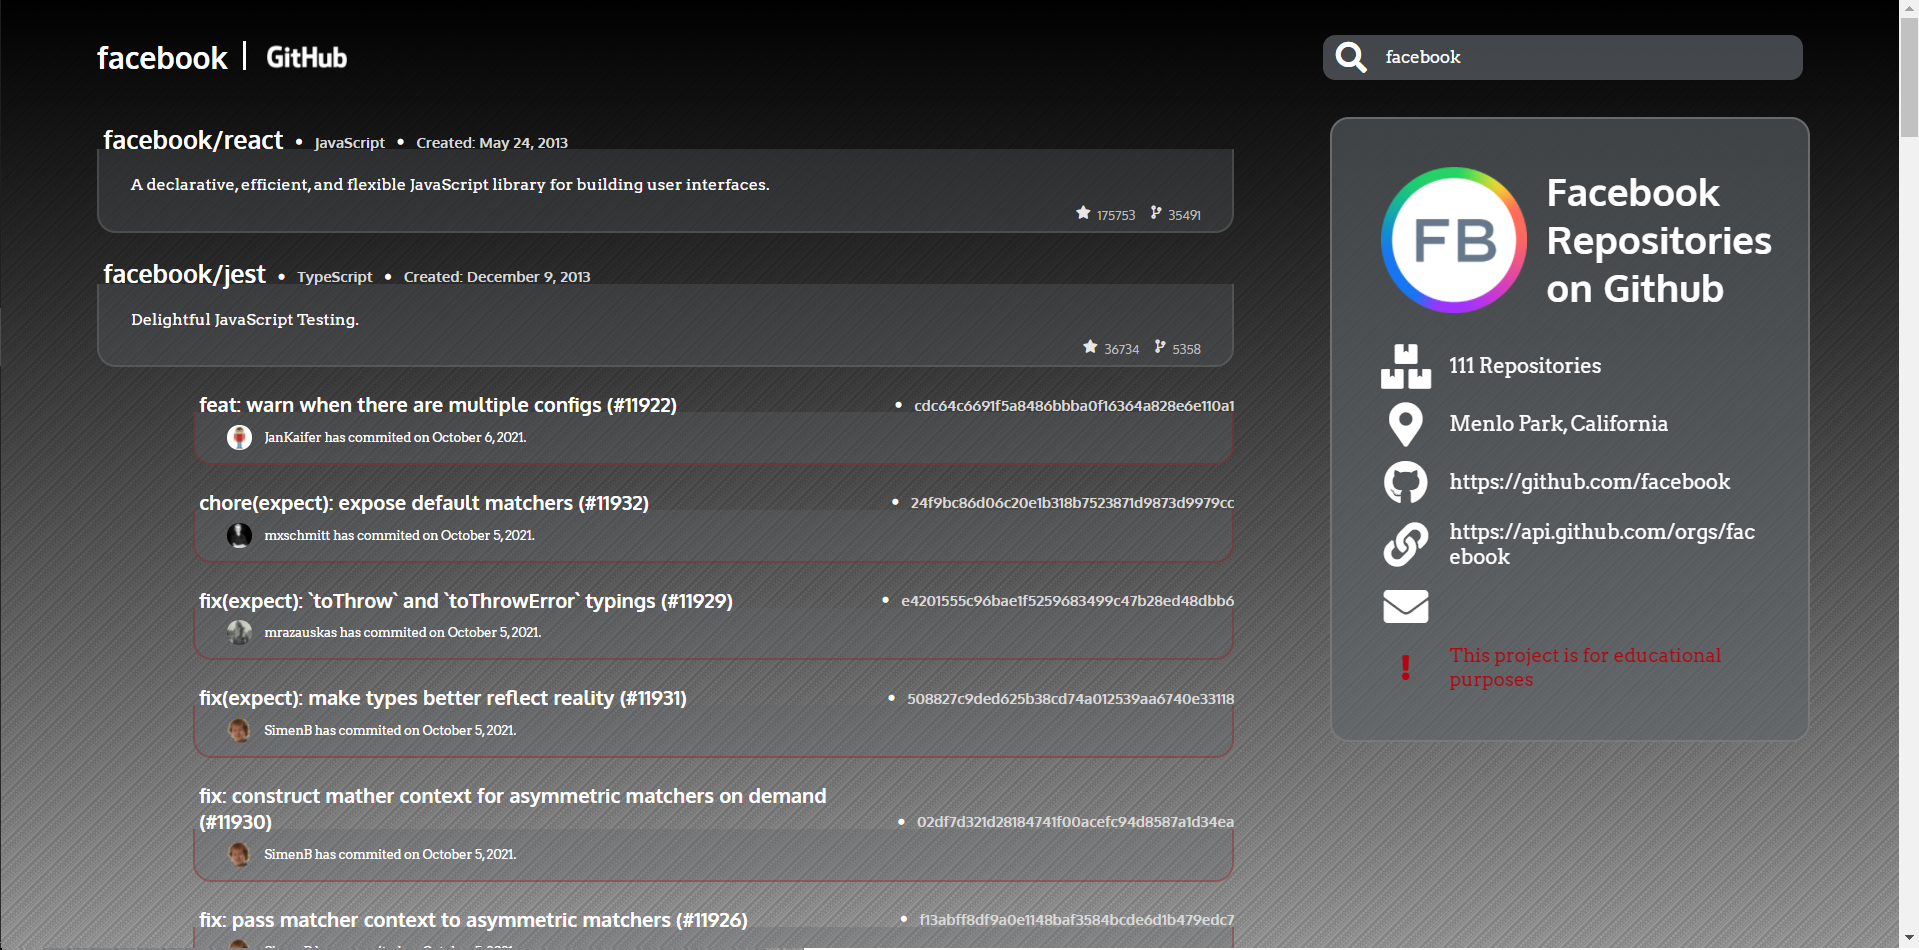 facebook | GitHub
facebook
facebook/react • JavaScript • Created: May 24, 2013
A declarative, efficient, and flexible JavaScript library for building user interfaces.
175753 35491
facebook/jest • TypeScript • Created: December 9, 2013
Delightful JavaScript Testing.
36734 5358
feat: warn when there are multiple configs (#11922) • cdc64c6691f5a8486bbba0f16364a828e6e110a1
JanKaifer has commited on October 6, 2021.
chore(expect): expose default matchers (#11932) • 24f9bc86d06c20e1b318b7523871d9873d9979cc
mxschmitt has commited on October 5, 2021.
fix(expect): `toThrow` and `toThrowError` typings (#11929) • e4201555c96bae1f5259683499c47b28ed48dbb6
mrazauskas has commited on October 5, 2021.
fix(expect): make types better reflect reality (#11931) • 508827c9ded625b38cd74a012539aa6740e33118
SimenB has commited on October 5, 2021.
fix: construct mather context for asymmetric matchers on demand
(#11930) • 02df7d321d28184741f00acefc94d8587a1d34ea
SimenB has commited on October 5, 2021.
fix: pass matcher context to asymmetric matchers (#11926) • f13abff8df9a0e1148baf3584bcde6d1b479edc7
FB
Facebook
Repositories
on Github
111 Repositories
Menlo Park, California
https://github.com/facebook
https://api.github.com/orgs/fac
ebook
This project is for educational
purposes